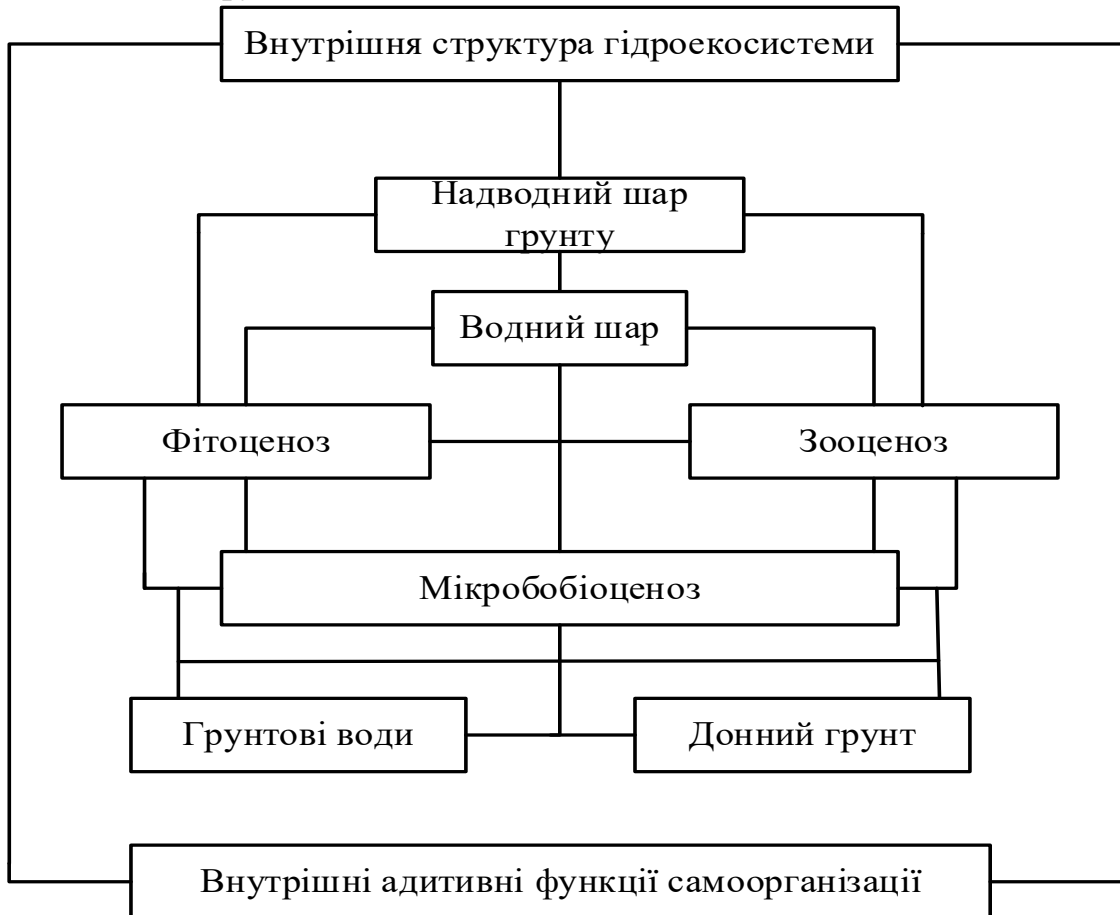 Внутрішня структура гідроекосистеми
Надводний шар
грунту
Водний шар
Фітоценоз
Зооценоз
Мікробобіоценоз
Грунтові води
Донний грунт
Внутрішні адитивні функції самоорганізації